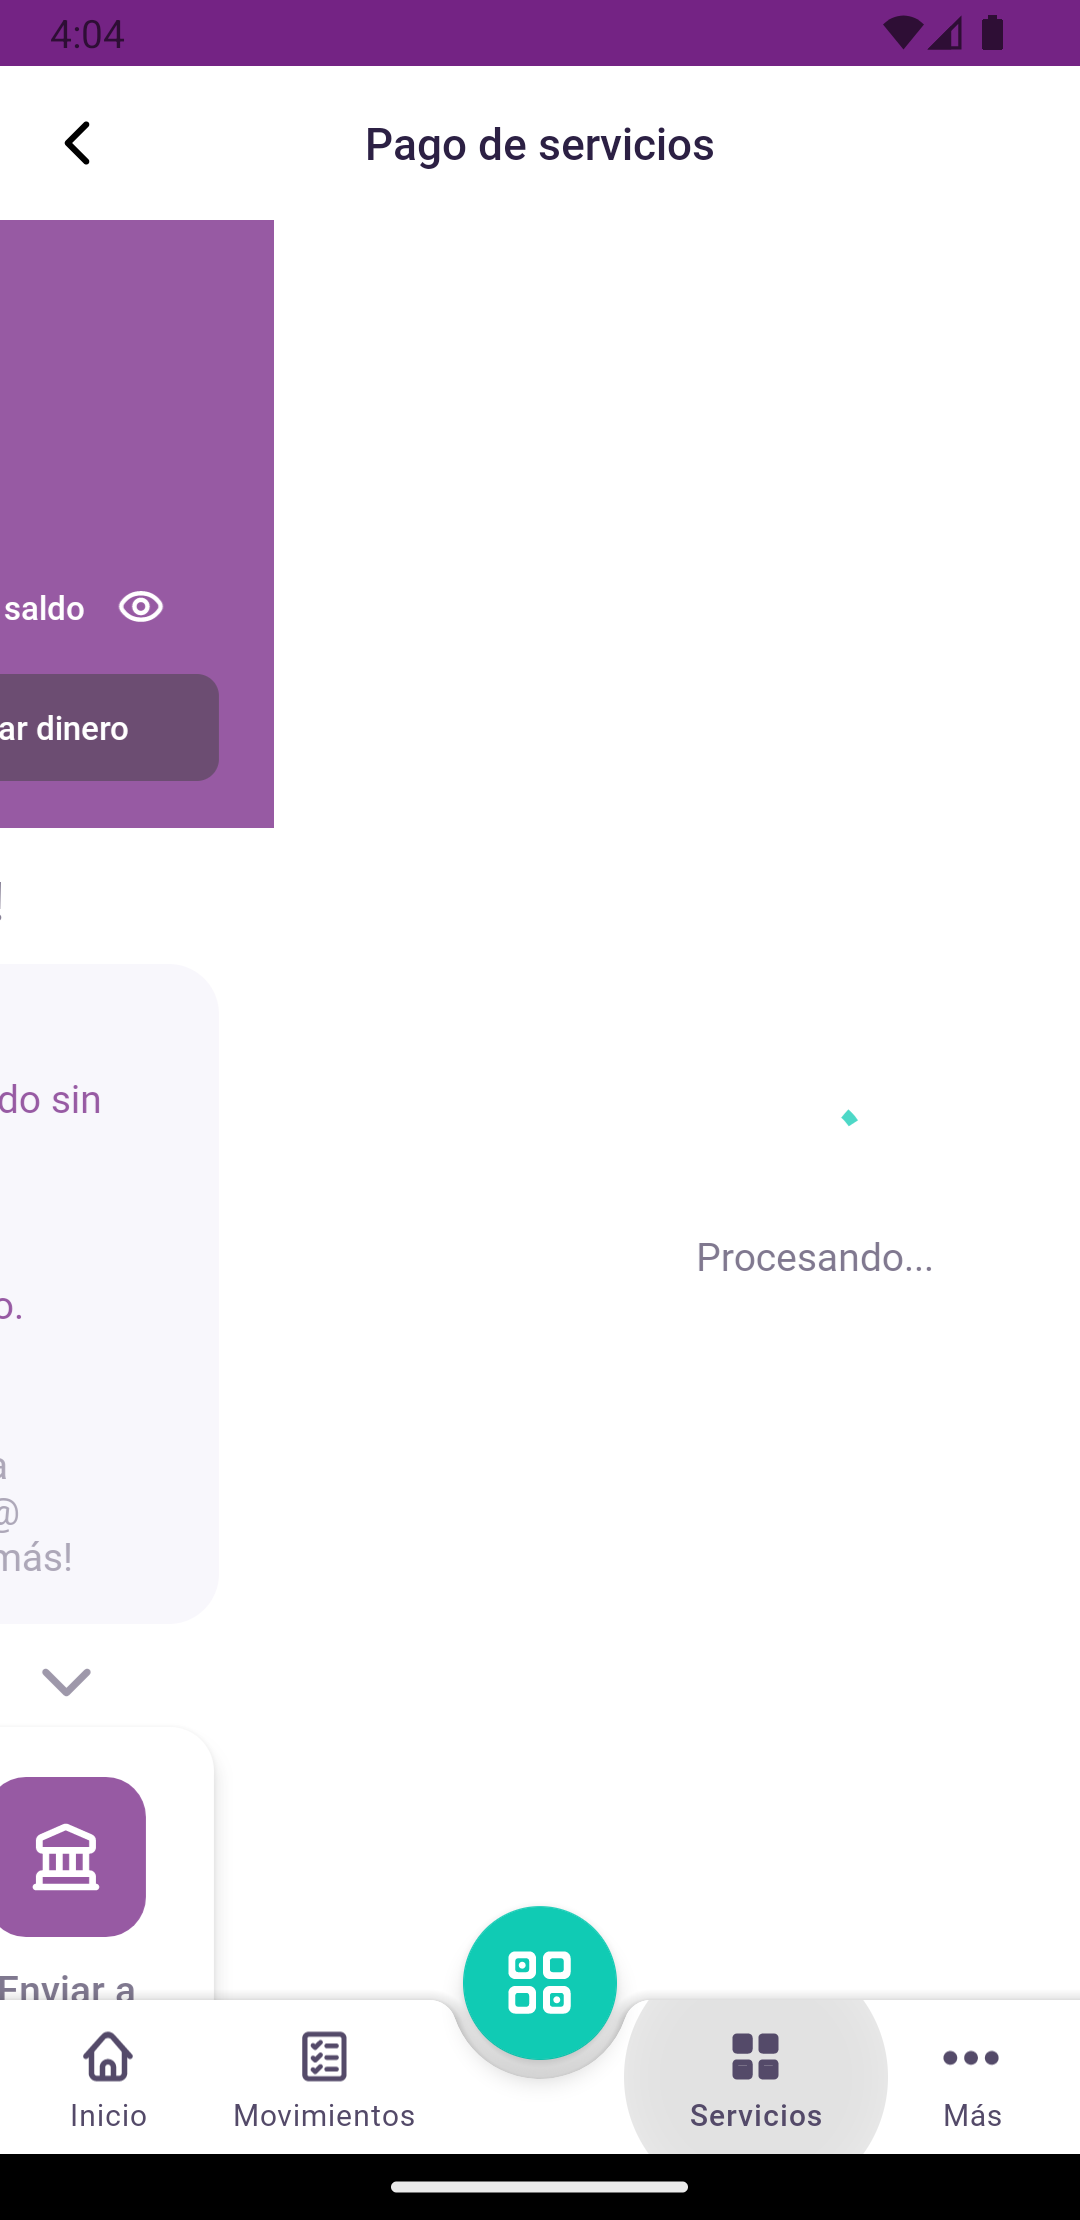 4:04
Pago de servicios
saldo
ar dinero
!
do sin
o.
a
@
más!
Procesando...
Enviar a
Inicio
Movimientos
Servicios
Más